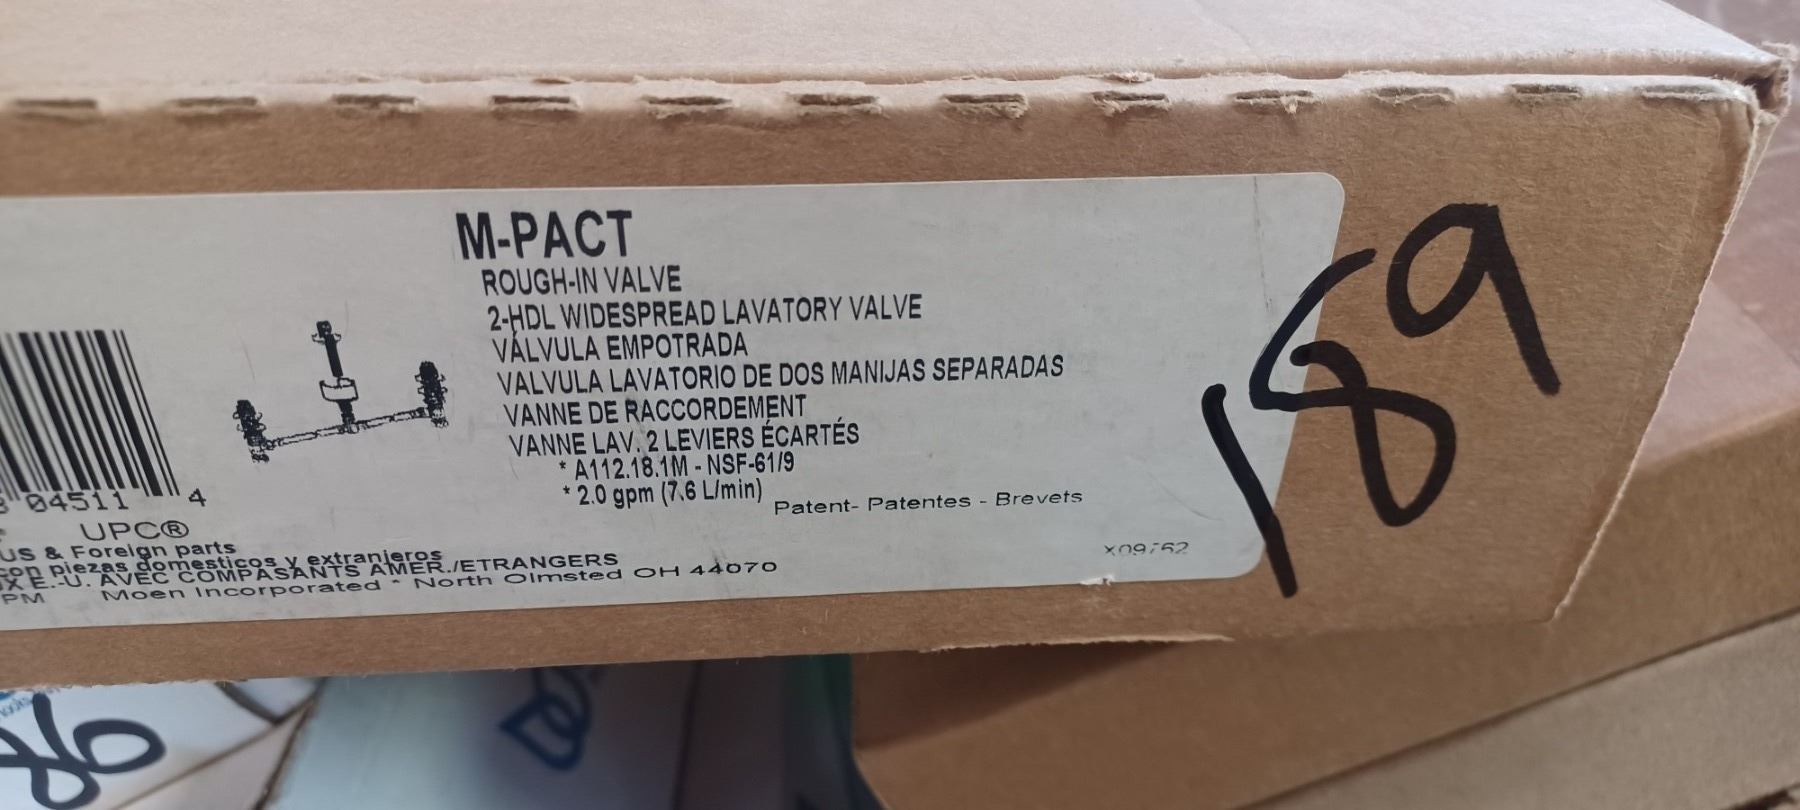 M-PACT
ROUGH-IN VALVE
2-HDL WIDESPREAD LAVATORY VALVE
VÁLVULA EMPOTRADA
VALVULA LAVATORIO DE DOS MANIJAS SEPARADAS
VANNE DE RACCORDEMENT
VANNE LAV. 2 LEVIERS ÉCARTÉS
* A112.18.1M - NSF-61/9
* 2.0 gpm (7.6 L/min)
Patent- Patentes - Brevets
04511 4
UPC®
US & Foreign parts
con piezas domesticos y extranjeros
E.-U. AVEC COMPASANTS AMER./ETRANGERS
PM Moen Incorporated * North Olmsted OH 44070
189
86